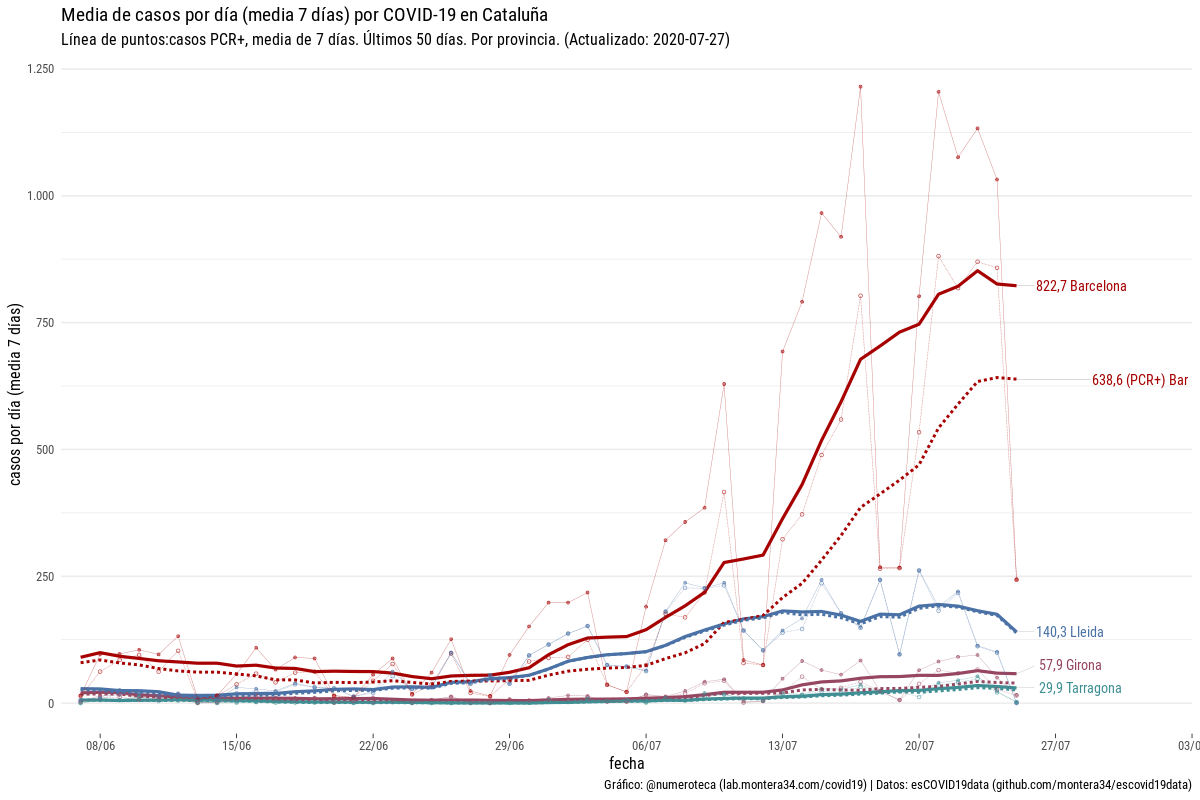 Media de casos por día (media 7 días) por COVID-19 en Cataluña
Línea de puntos:casos PCR+, media de 7 días. Últimos 50 días. Por provincia. (Actualizado: 2020-07-27)
casos por día (media 7 días)
1.250
1.000
750
500
250
0
822,7 Barcelona
638,6 (PCR+) Bar
140,3 Lleida
57,9 Girona
29,9 Tarragona
08/06
15/06
22/06
29/06
06/07
13/07
20/07
27/07
03/0
fecha
Gráfico: @numeroteca (lab.montera34.com/covid19) | Datos: esCOVID19data (github.com/montera34/escovid19data)